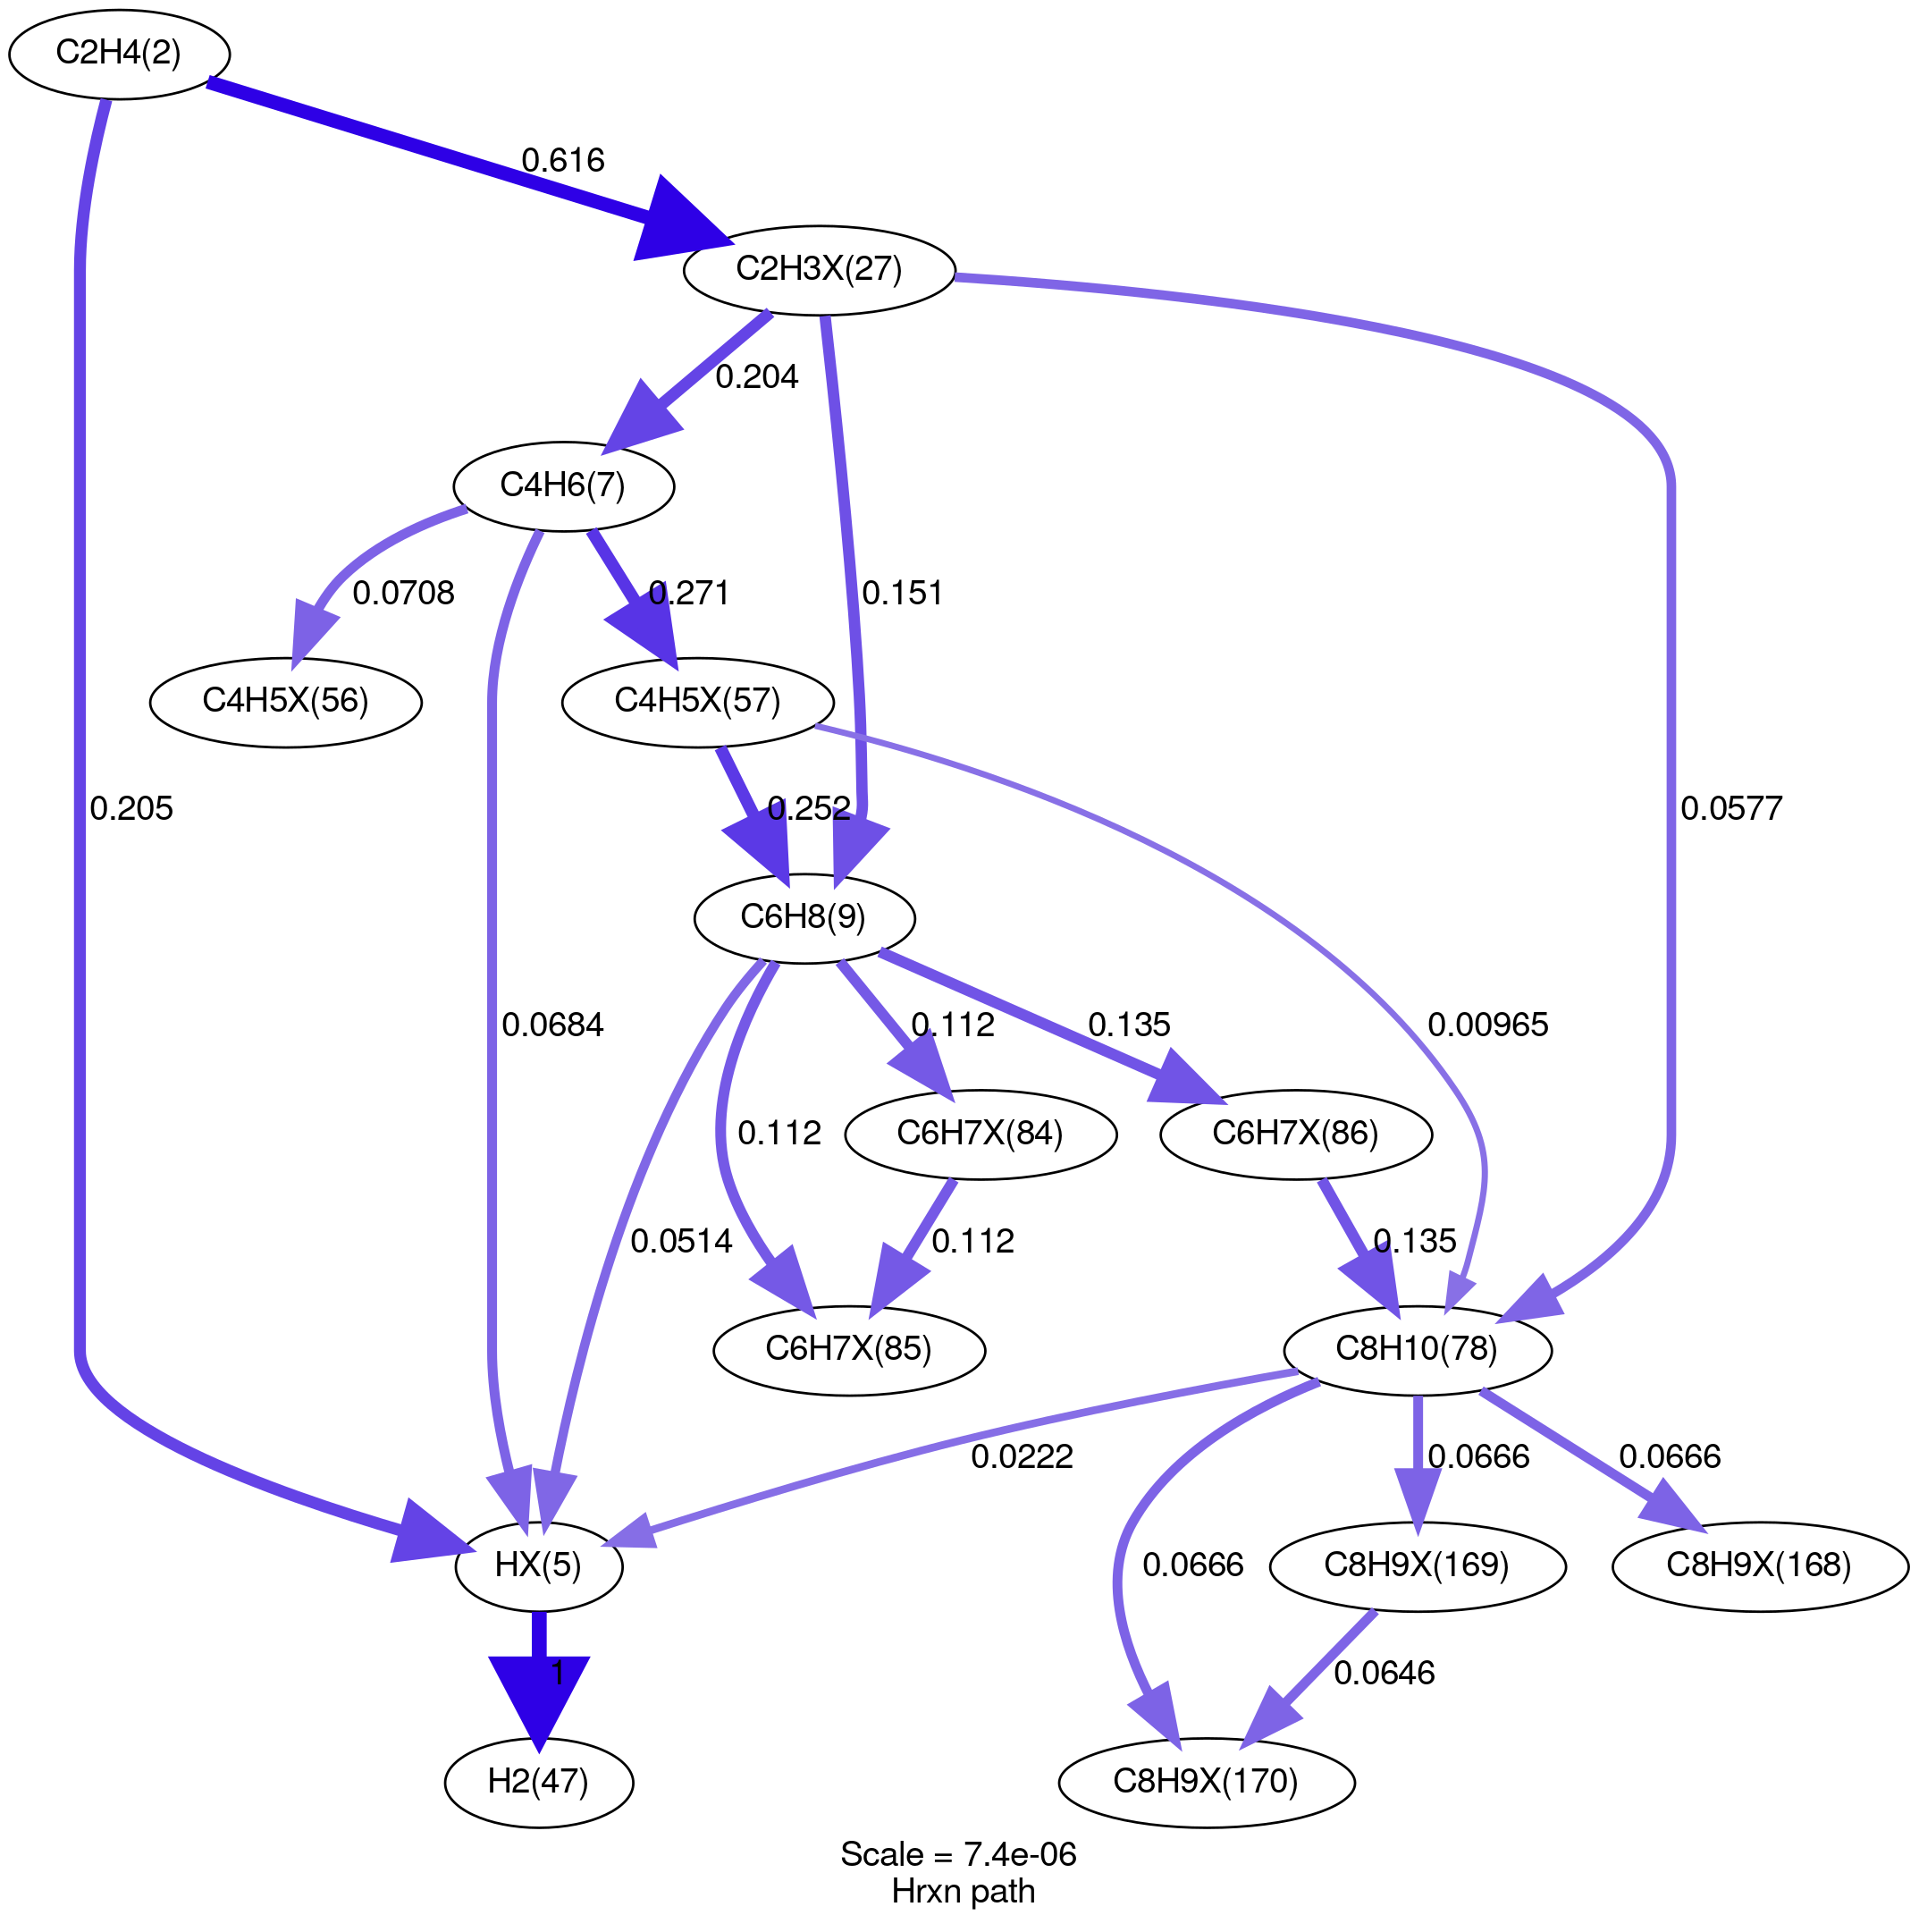 C2H4(2)
0.616
C2H3X(27)
0.204
C4H6(7)
0.0708
0.271
0.151
C4H5X(56)
C4H5X(57)
0.205
0.252
0.0577
C6H8(9)
0.0684
0.112
0.135
0.00965
0.112
C6H7X(84)
C6H7X(86)
0.0514
0.112
0.135
C6H7X(85)
C8H10(78)
0.0222
0.0666
0.0666
0.0666
HX(5)
C8H9X(169)
C8H9X(168)
1
0.0646
H2(47)
C8H9X(170)
Scale = 7.4e-06
Hrxn path